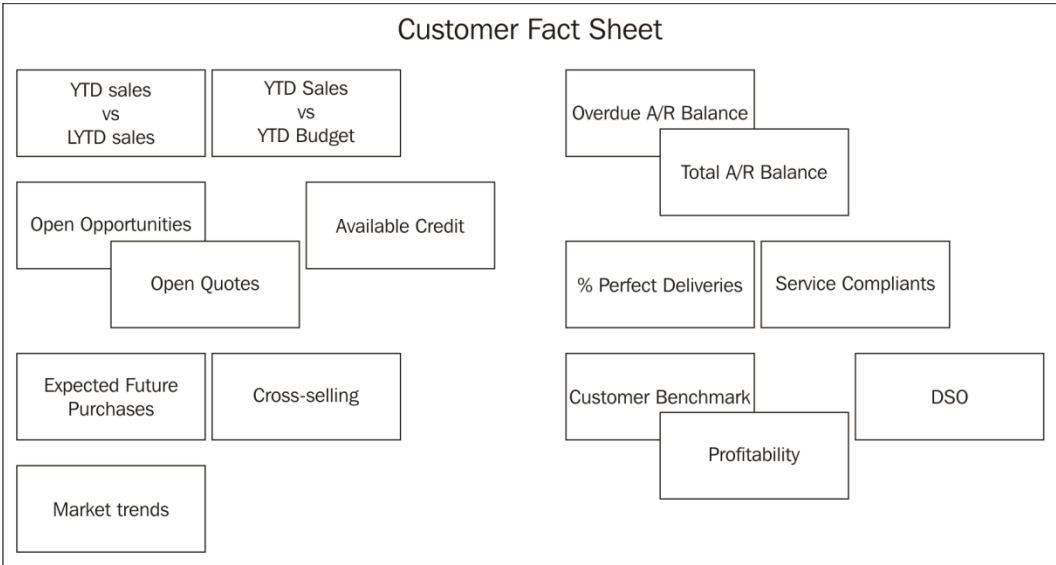 Customer Fact Sheet
YTD sales
vs
LYTD sales
YTD Sales
vs
YTD Budget
Overdue A/R Balance
Total A/R Balance
Open Opportunities
Open Quotes
Available Credit
% Perfect Deliveries
Service Compliants
Expected Future
Purchases
Cross-selling
Customer Benchmark
Profitability
DSO
Market trends